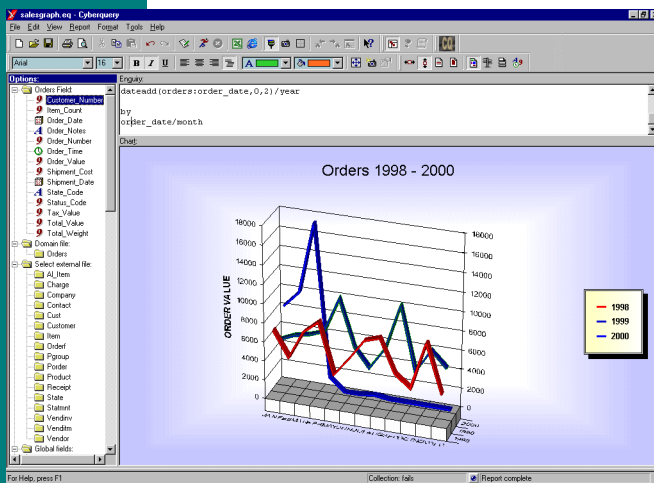 salesgraph.eq - Cyberquery
File Edit View Report Format Tools Help
Arial 16 B I U A
Options:
Orders Field:
Customer_Number
Item_Count
Order_Date
Order_Notes
Order_Number
Order_Time
Order_Value
Shipment_Cost
Shipment_Date
State_Code
Status_Code
Tax_Value
Total_Value
Total_Weight
Domain file:
Orders
Select external file:
Al_Item
Charge
Company
Contact
Cust
Customer
Item
Orderf
Pgroup
Porder
Product
Receipt
State
Statmnt
Vendinv
Venditm
Vendor
Global fields:
Enquiry:
dateadd(orders:order_date,0,2)/year
by
order_date/month
Chart:
Orders 1998 - 2000
ORDER VALUE
18000
16000
14000
12000
10000
8000
6000
4000
2000
0
16000
14000
12000
10000
8000
6000
4000
2000
0
2000
1998
1999
2000
For Help, press F1
Collection: fails
Report complete